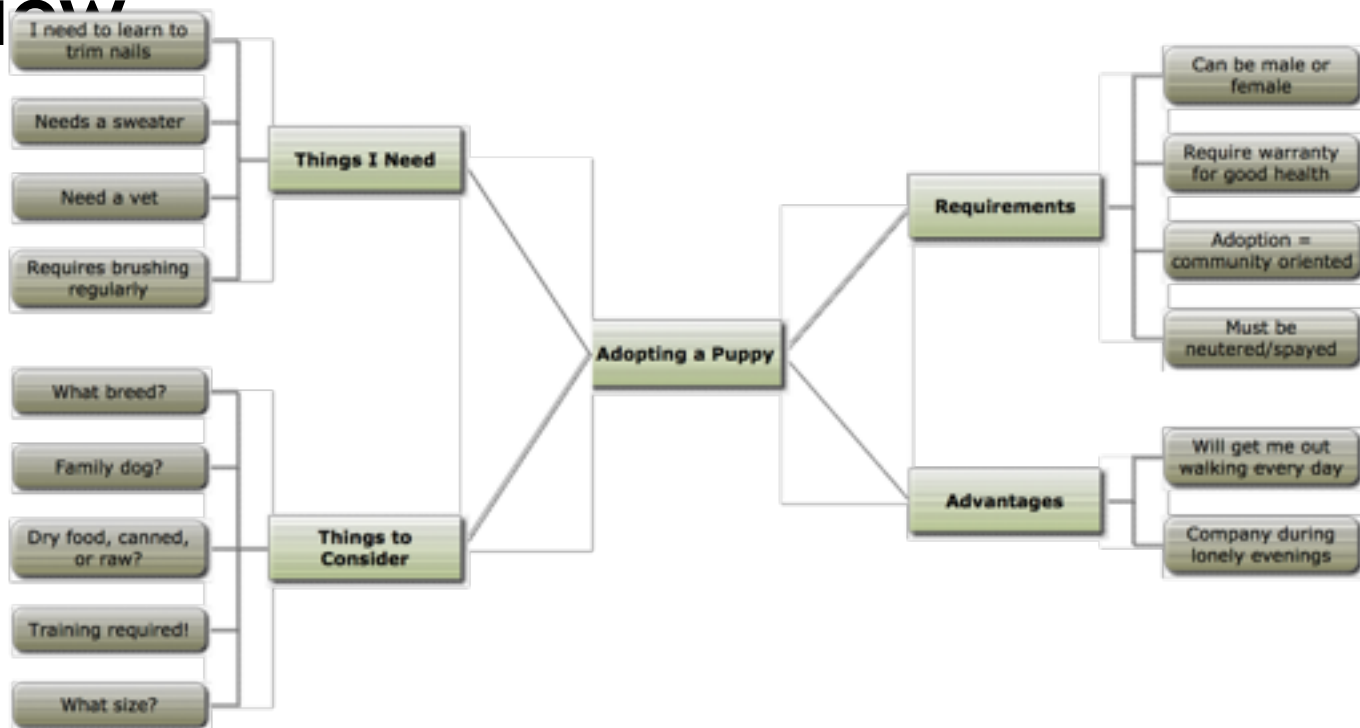 I need to learn to
trim nails
Needs a sweater
Need a vet
Requires brushing
regularly
Things I Need
What breed?
Family dog?
Dry food, canned,
or raw?
Training required!
What size?
Things to
Consider
Adopting a Puppy
Requirements
Can be male or
female
Require warranty
for good health
Adoption =
community oriented
Must be
neutered/spayed
Advantages
Will get me out
walking every day
Company during
lonely evenings